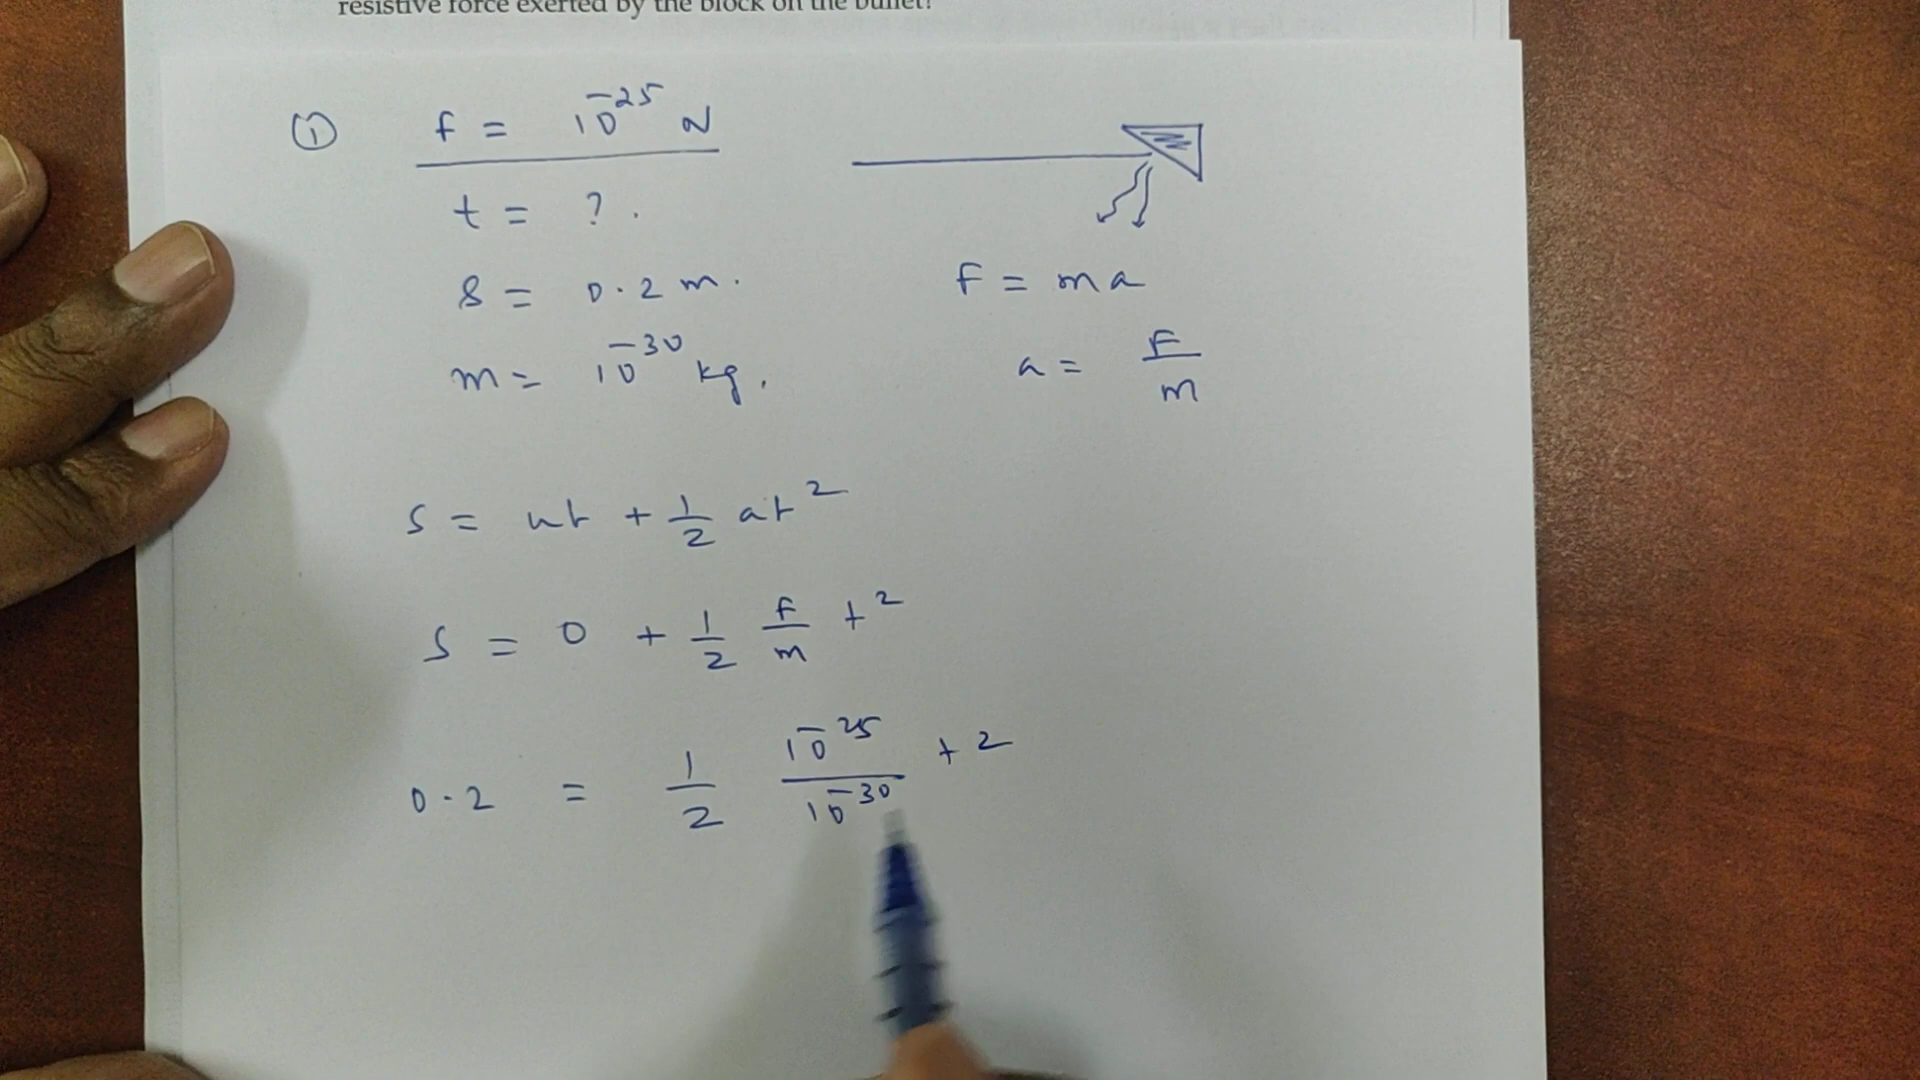 resistive force exerted by the block on the bullet?
① f = 10⁻²⁵ N
t = ? .
s = 0.2 m.
F = ma
m = 10⁻³⁰ kg.
a = F/m
s = ut + 1/2 at²
s = 0 + 1/2 f/m t²
0.2 = 1/2 10⁻²⁵/10⁻³⁰ t²